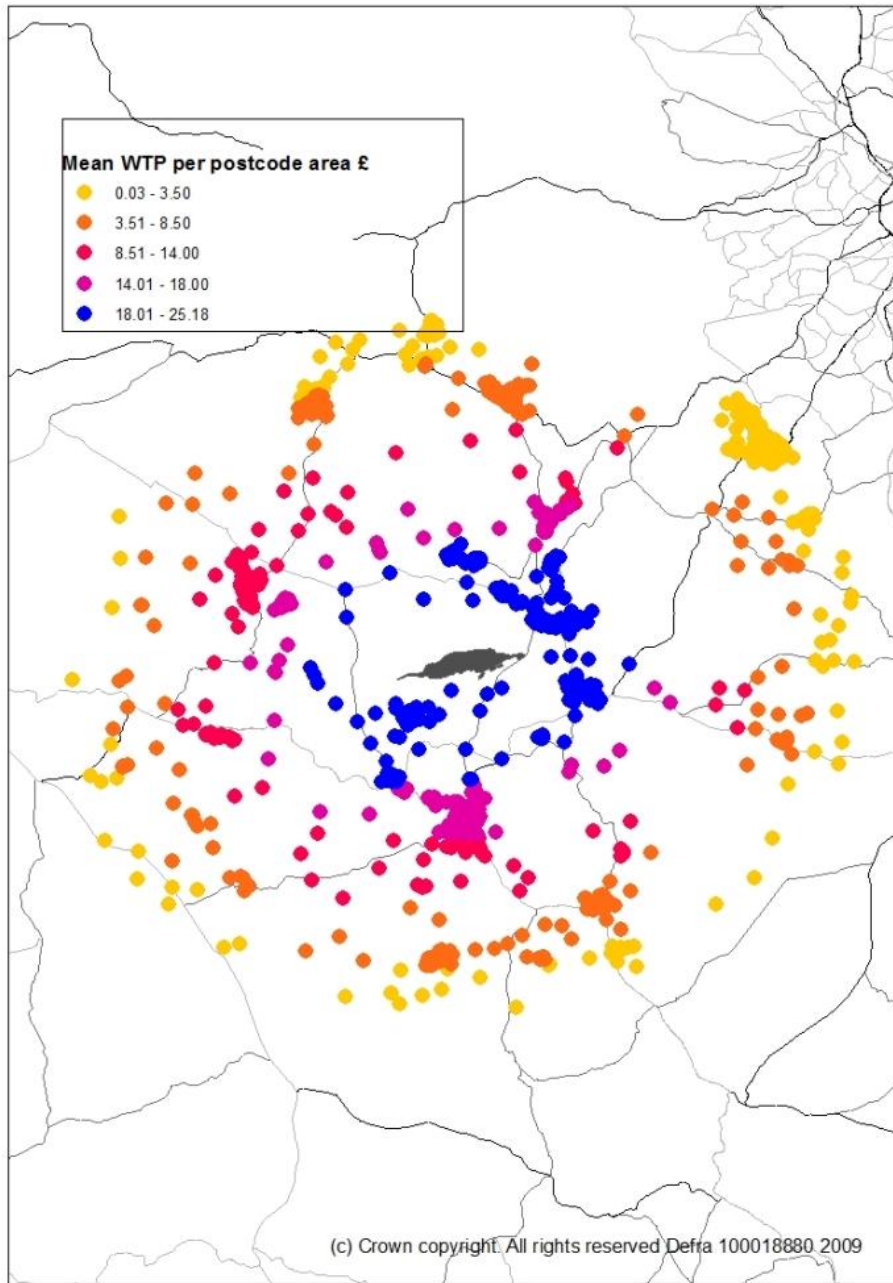 Mean WTP per postcode area £
0.03 - 3.50
3.51 - 8.50
8.51 - 14.00
14.01 - 18.00
18.01 - 25.18
(c) Crown copyright. All rights reserved Defra 100018880 2009